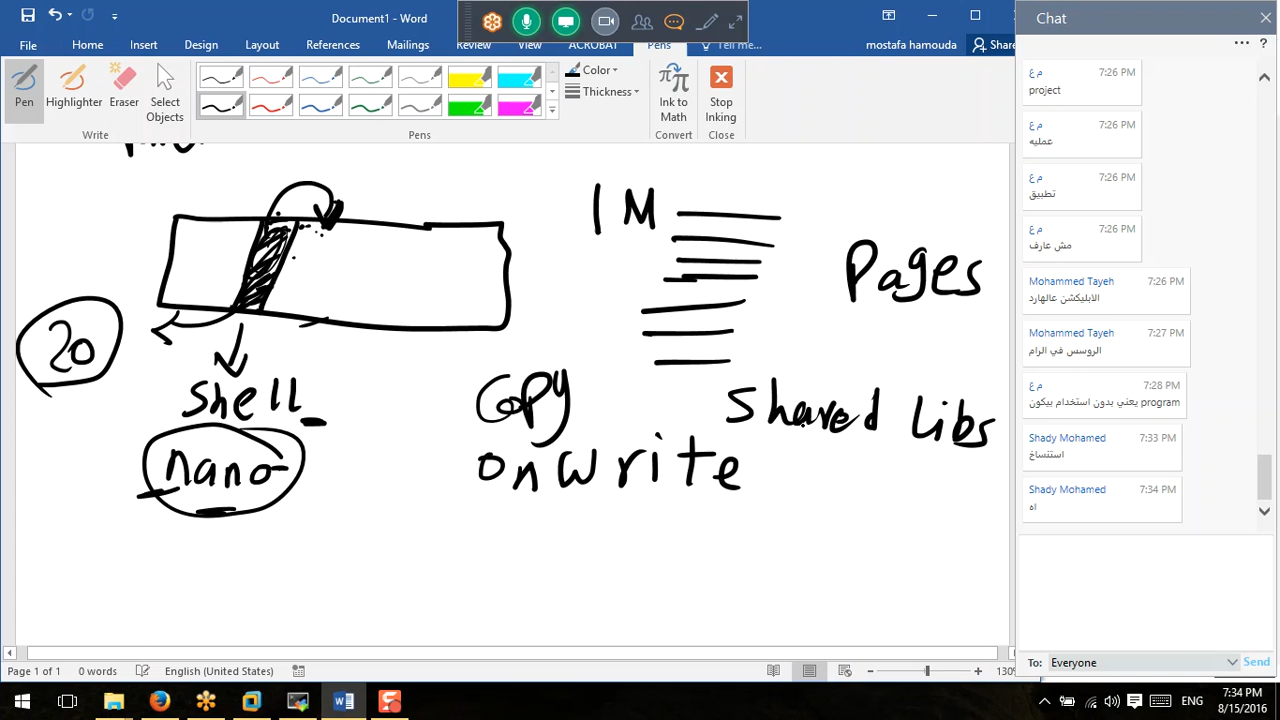 Document1 - Word
mostafa hamouda
Share
File
Home
Insert
Design
Layout
References
Mailings
Review
View
ACROBAT
Pens
Tell me...
Pen
Highlighter
Eraser
Select Objects
Color
Thickness
Ink to Math
Stop Inking
Write
Pens
Convert
Close
1 M
Pages
20
Shell
nano
Copy
on write
Shared Libs
Chat
م ع 7:26 PM
project
م ع 7:26 PM
عمليه
م ع 7:26 PM
تطبيق
م ع 7:26 PM
مش عارف
Mohammed Tayeh 7:26 PM
الابليكشن عالهارد
Mohammed Tayeh 7:27 PM
الروسس في الرام
م ع 7:28 PM
program يعني بدون استخدام بيكون
Shady Mohamed 7:33 PM
استنساخ
Shady Mohamed 7:34 PM
اه
To: Everyone
Send
Page 1 of 1
0 words
English (United States)
130%
ENG
7:34 PM
8/15/2016